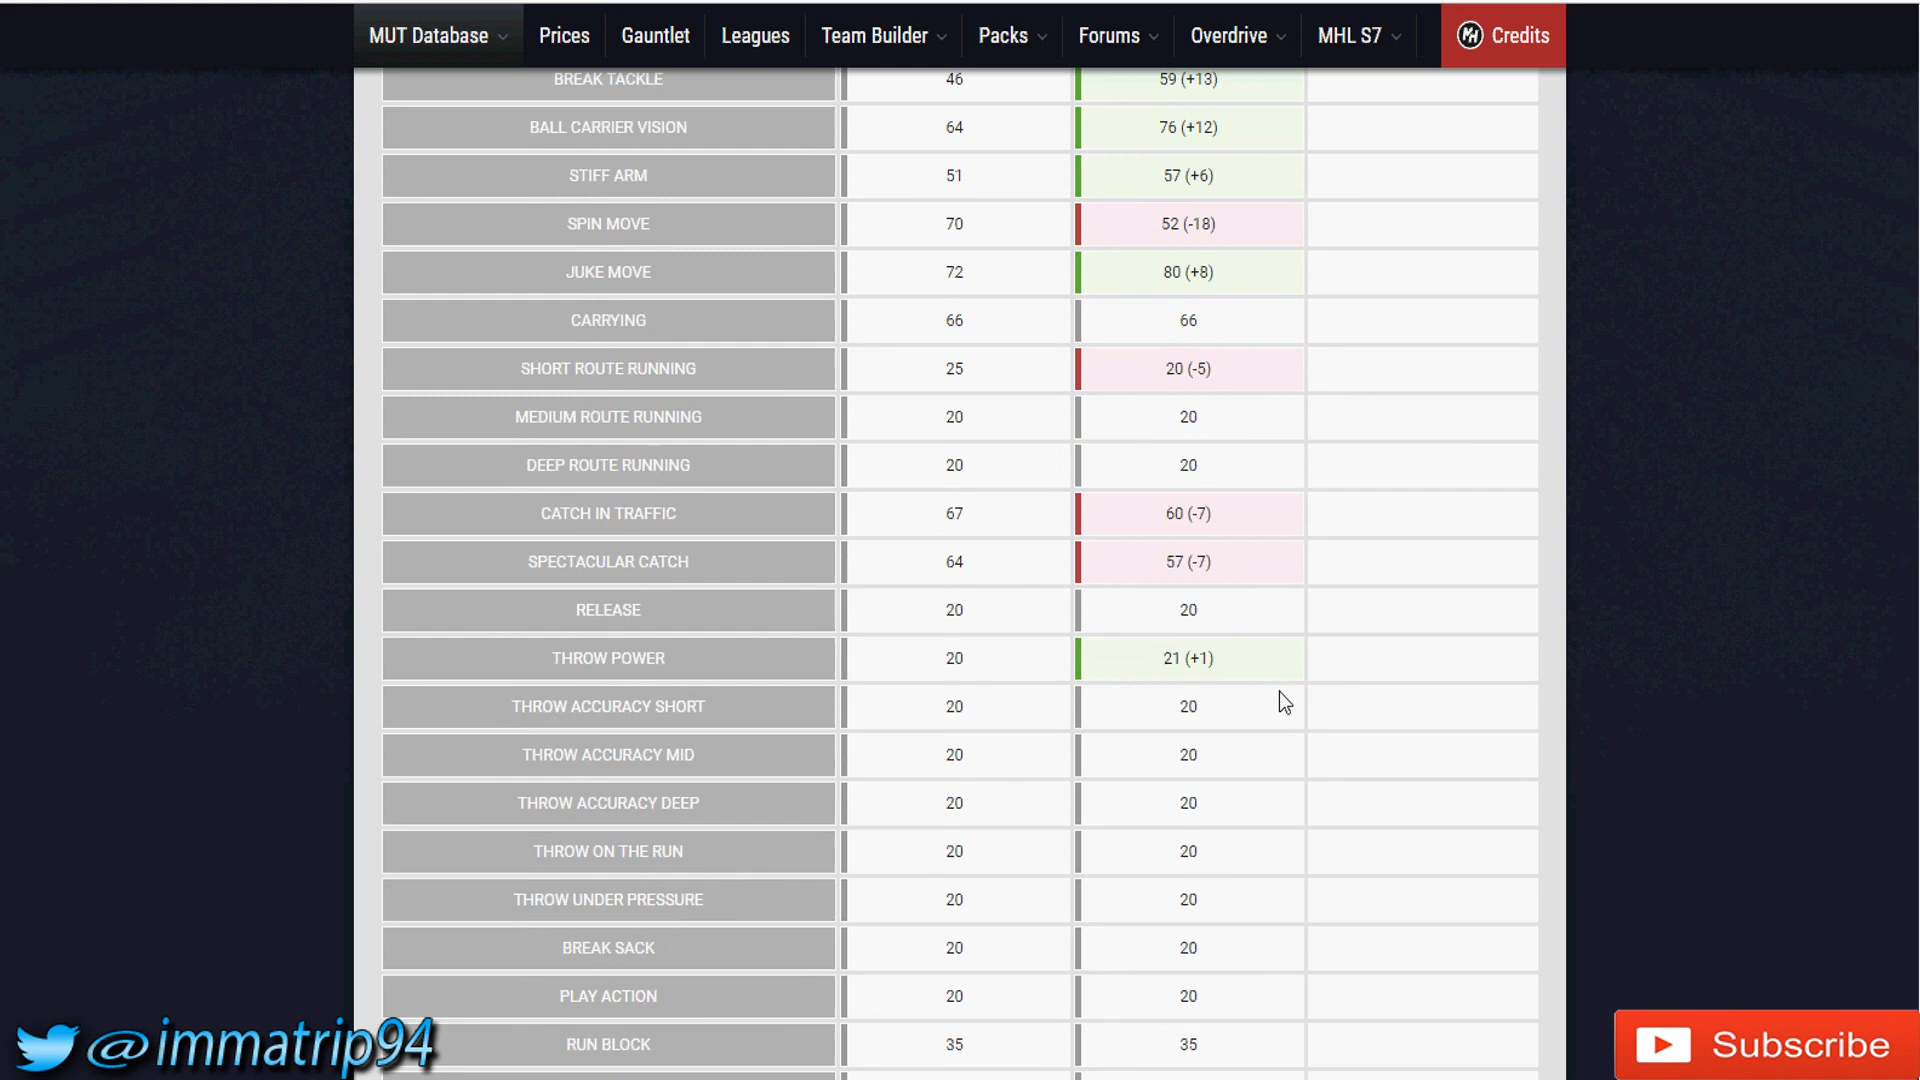 MUT Database Prices Gauntlet Leagues Team Builder Packs Forums Overdrive MHL S7 Credits
BREAK TACKLE 46 59 (+13)
BALL CARRIER VISION 64 76 (+12)
STIFF ARM 51 57 (+6)
SPIN MOVE 70 52 (-18)
JUKE MOVE 72 80 (+8)
CARRYING 66 66
SHORT ROUTE RUNNING 25 20 (-5)
MEDIUM ROUTE RUNNING 20 20
DEEP ROUTE RUNNING 20 20
CATCH IN TRAFFIC 67 60 (-7)
SPECTACULAR CATCH 64 57 (-7)
RELEASE 20 20
THROW POWER 20 21 (+1)
THROW ACCURACY SHORT 20 20
THROW ACCURACY MID 20 20
THROW ACCURACY DEEP 20 20
THROW ON THE RUN 20 20
THROW UNDER PRESSURE 20 20
BREAK SACK 20 20
PLAY ACTION 20 20
RUN BLOCK 35 35
@immatrip94
Subscribe